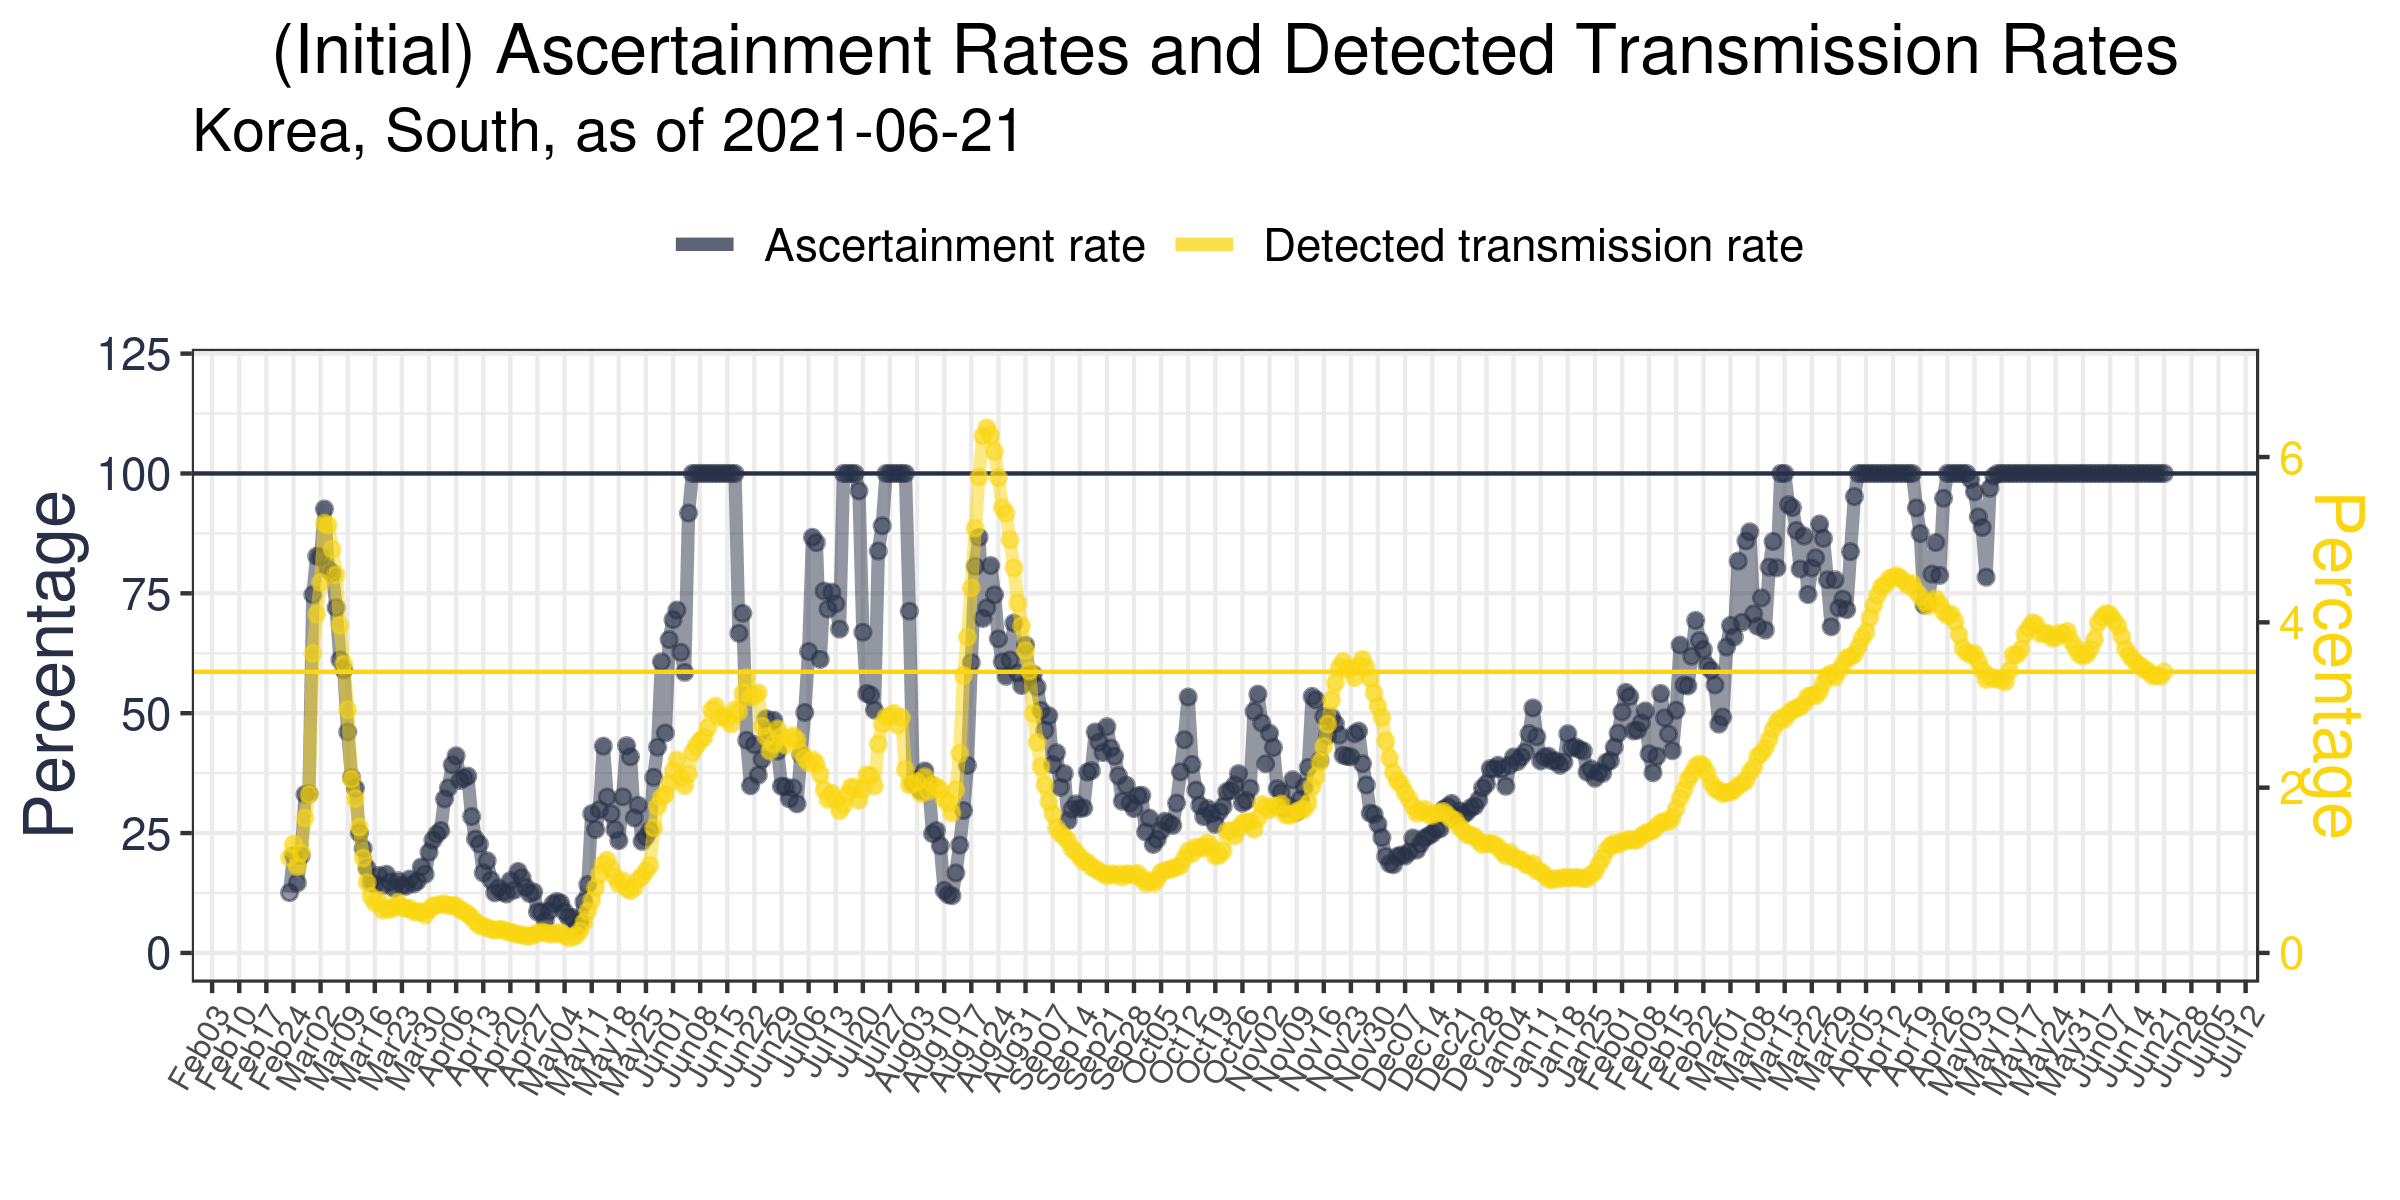 (Initial) Ascertainment Rates and Detected Transmission Rates
Korea, South, as of 2021-06-21
Ascertainment rate
Detected transmission rate
Percentage
125
100
75
50
25
0
6
4
2
0
Percentage
Feb03
Feb10
Feb17
Feb24
Mar02
Mar09
Mar16
Mar23
Mar30
Apr06
Apr13
Apr20
Apr27
May04
May11
May18
May25
Jun01
Jun08
Jun15
Jun22
Jun29
Jul06
Jul13
Jul20
Jul27
Aug03
Aug10
Aug17
Aug24
Aug31
Sep07
Sep14
Sep21
Sep28
Oct05
Oct12
Oct19
Oct26
Nov02
Nov09
Nov16
Nov23
Nov30
Dec07
Dec14
Dec21
Dec28
Jan04
Jan11
Jan18
Jan25
Feb01
Feb08
Feb15
Feb22
Mar01
Mar08
Mar15
Mar22
Mar29
Apr05
Apr12
Apr19
Apr26
May03
May10
May17
May24
May31
Jun07
Jun14
Jun21
Jun28
Jul05
Jul12